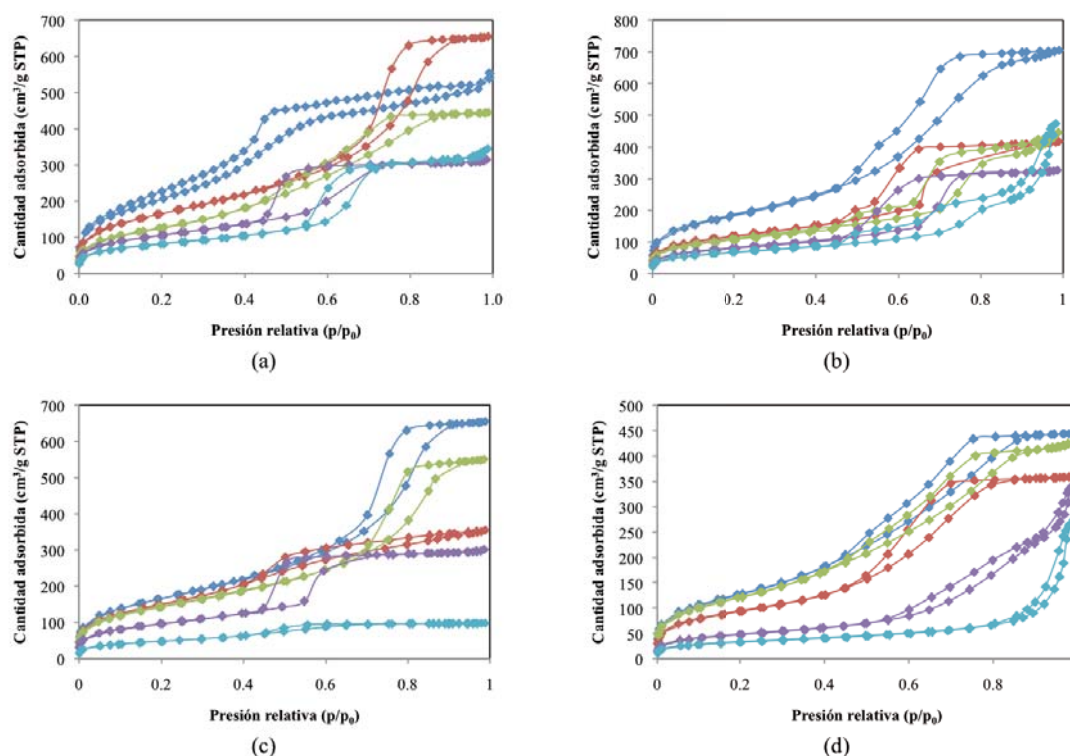 700
600
500
400
300
200
100
0
0.0 0.2 0.4 0.6 0.8 1.0
Cantidad adsorbida (cm³/g STP)
Presión relativa (p/p₀)
(a)
800
700
600
500
400
300
200
100
0
0 0.2 0.4 0.6 0.8 1
Cantidad adsorbida (cm³/g STP)
Presión relativa (p/p₀)
(b)
700
600
500
400
300
200
100
0
0 0.2 0.4 0.6 0.8 1
Cantidad adsorbida (cm³/g STP)
Presión relativa (p/p₀)
(c)
500
450
400
350
300
250
200
150
100
50
0
0 0.2 0.4 0.6 0.8
Cantidad adsorbida (cm³/g STP)
Presión relativa (p/p₀)
(d)